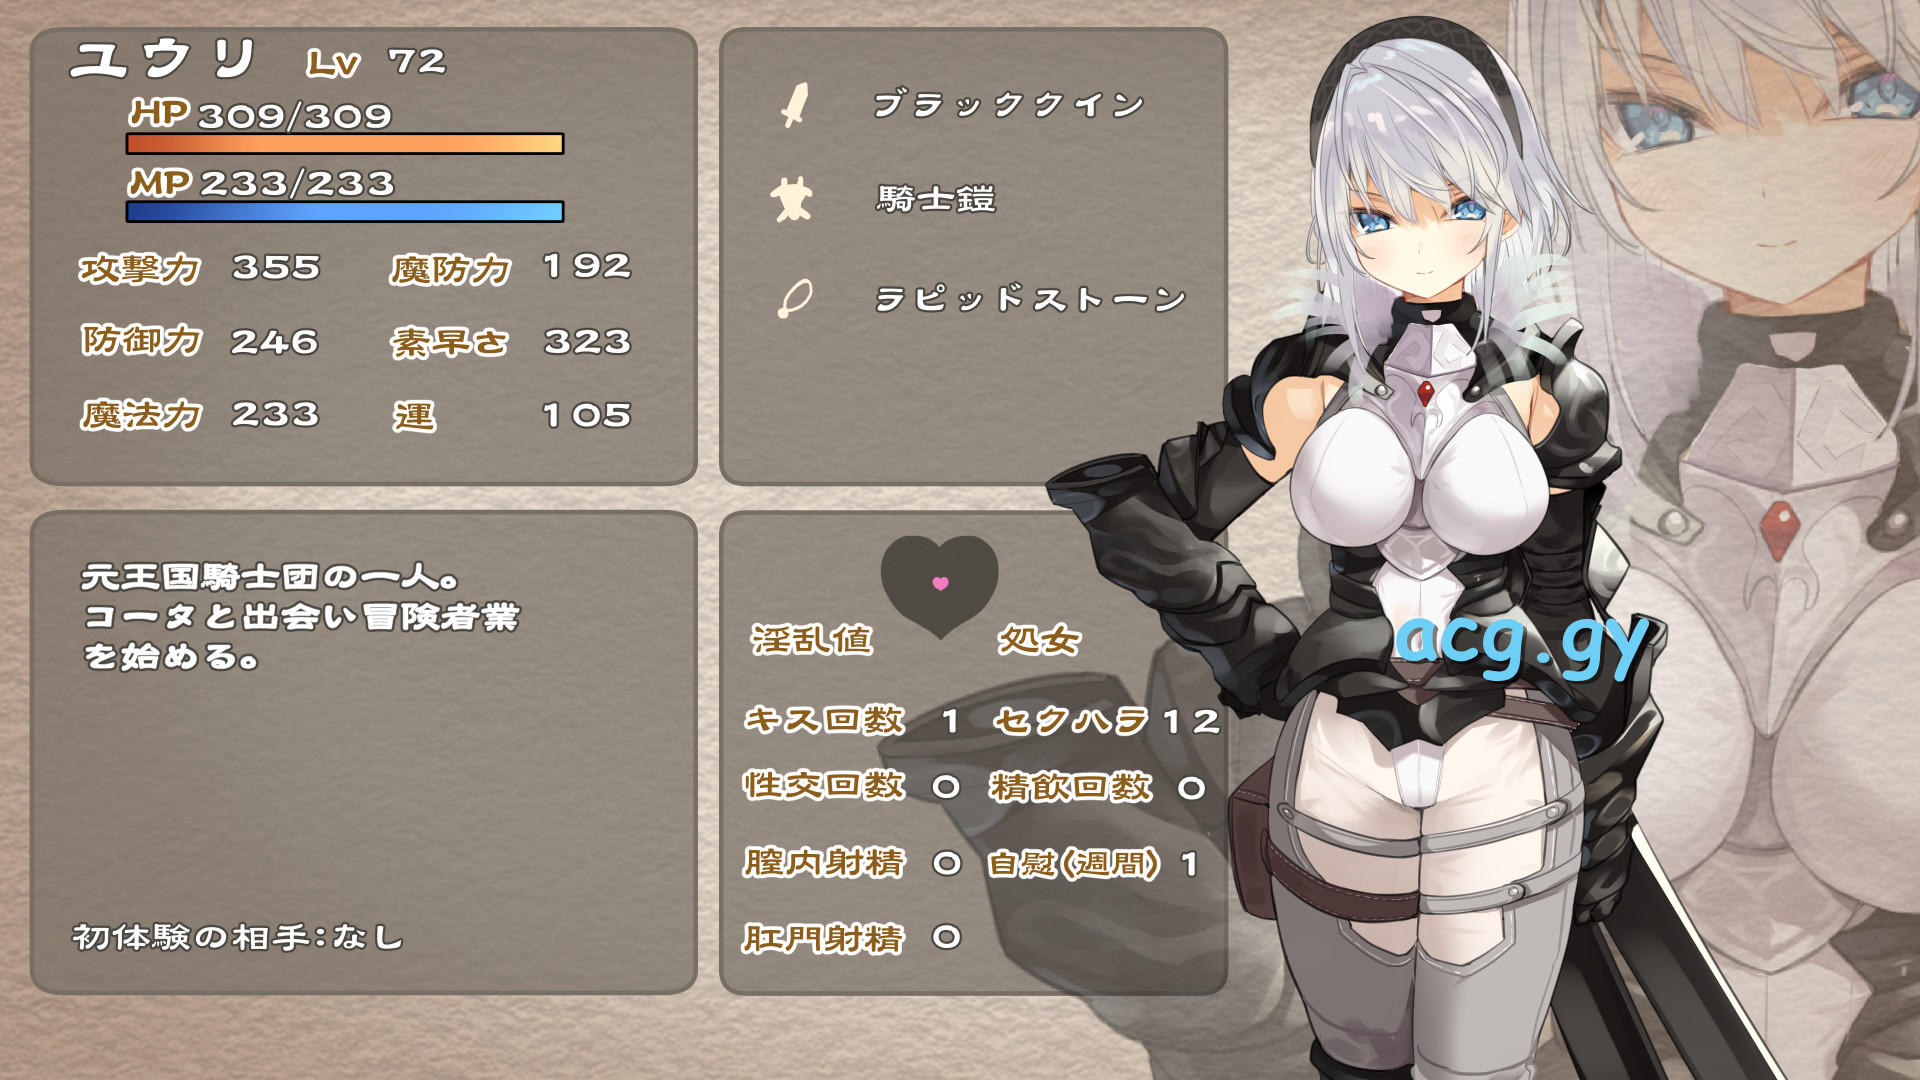 ユウリ Lv 72
HP 309/309
MP 233/233
攻撃力 355 魔防力 192
防御力 246 素早さ 323
魔法力 233 運 105
ブラッククイン
騎士鎧
ラピッドストーン
元王国騎士団の一人。
コータと出会い冒険者業
を始める。
初体験の相手:なし
淫乱値 処女
キス回数 1 セクハラ 12
性交回数 0 精飲回数 0
膣内射精 0 自慰(週間) 1
肛門射精 0
acg.gy